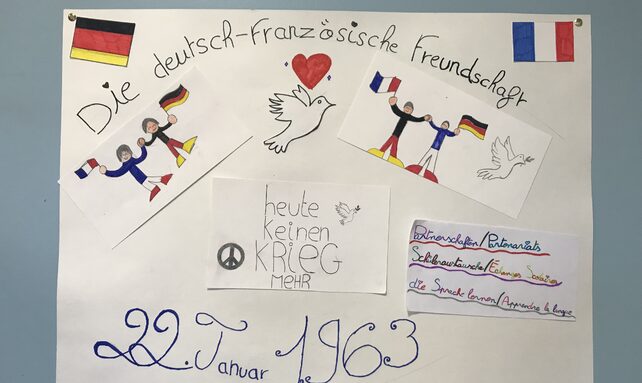 Die deutsch-Französische Freundschaft
heute
keinen
KRiEG
MEHR
Partnerschaften/Partenariats
Schüleraustausche/Échanges Scolaires
die Sprache lernen/Apprendre la langue
22. Januar 1963